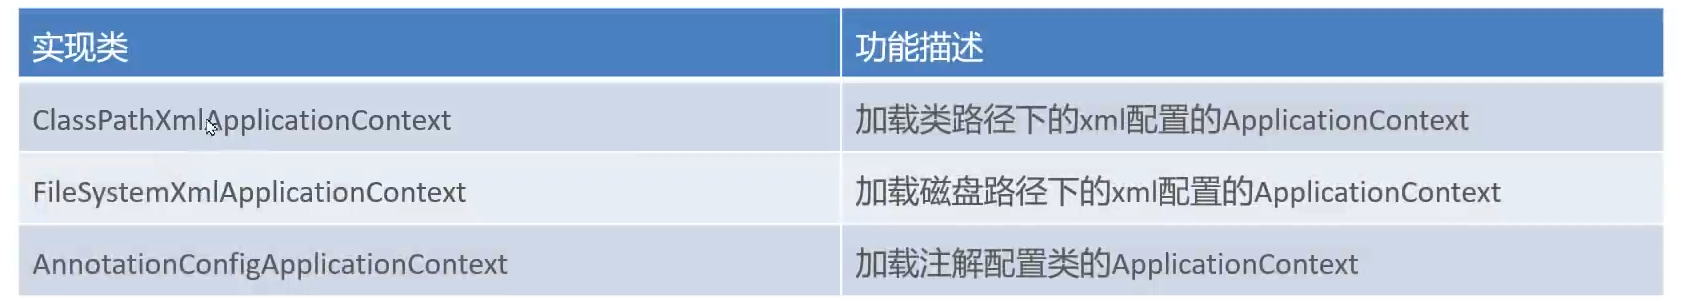 实现类 功能描述
ClassPathXmlApplicationContext 加载类路径下的xml配置的ApplicationContext
FileSystemXmlApplicationContext 加载磁盘路径下的xml配置的ApplicationContext
AnnotationConfigApplicationContext 加载注解配置类的ApplicationContext